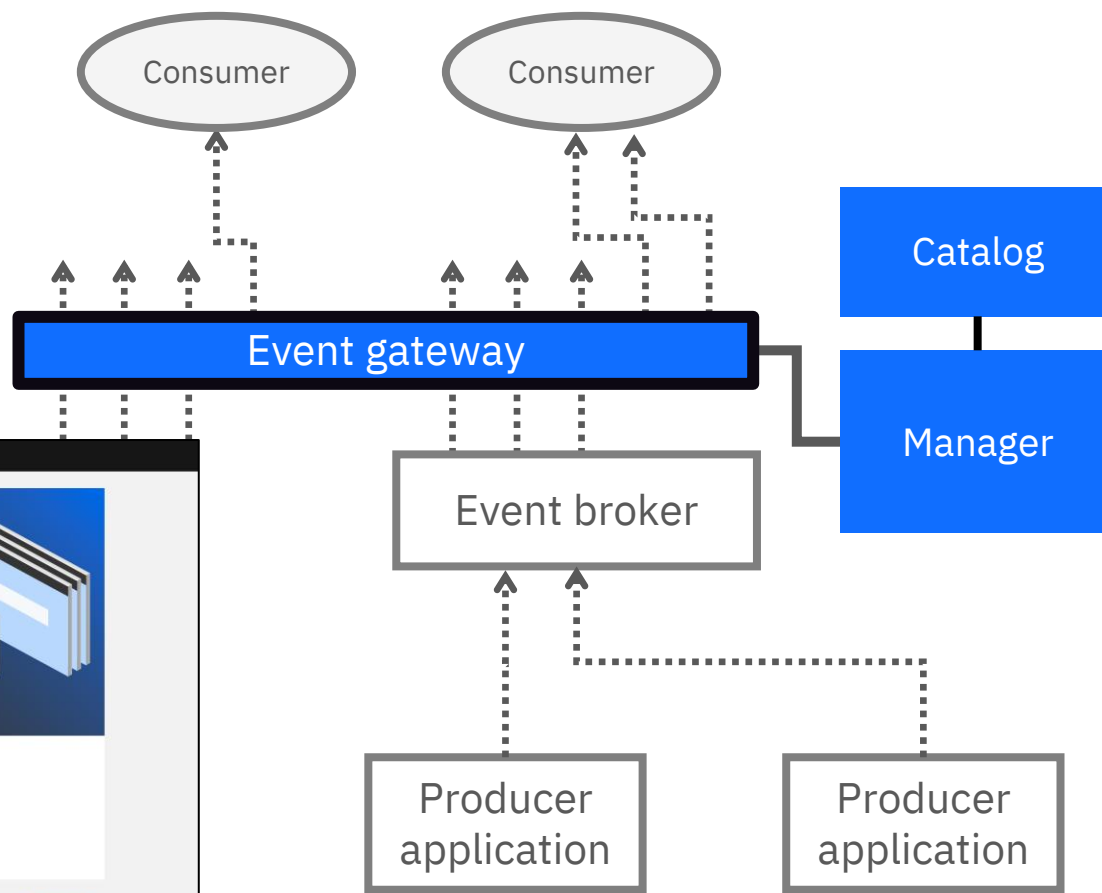 Consumer
Consumer
Catalog
Event gateway
Manager
Event broker
Producer
application
Producer
application